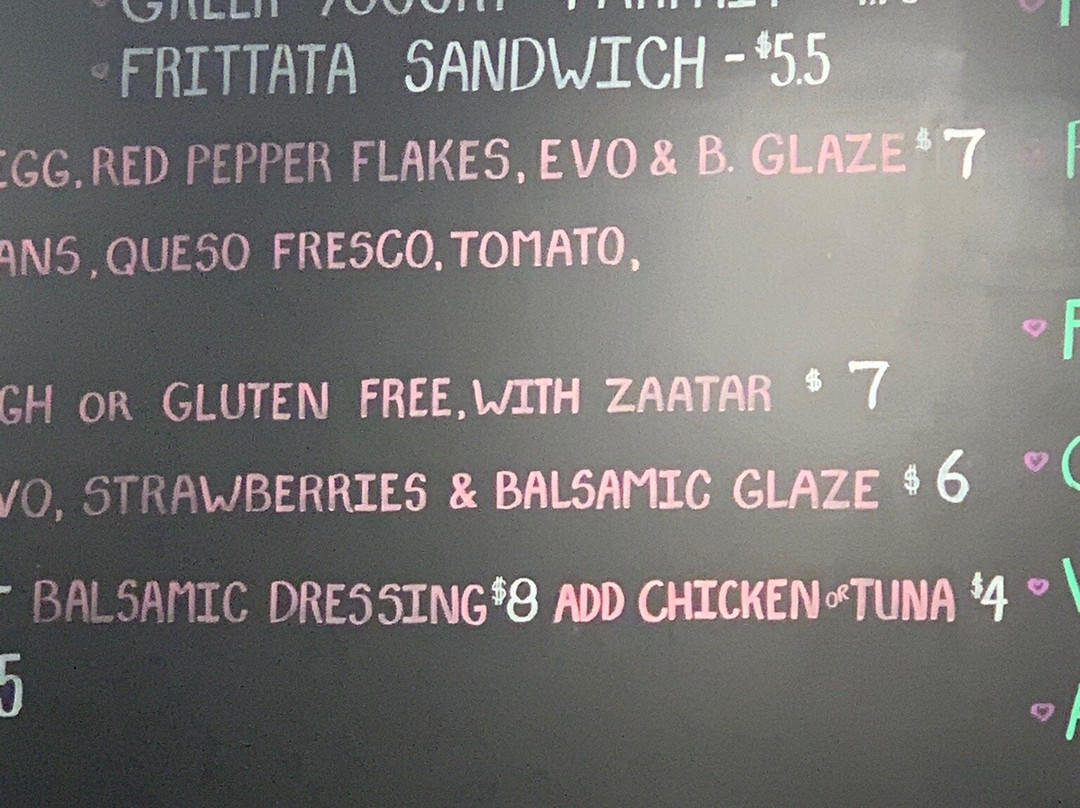 FRITTATA SANDWICH - $5.5
EGG, RED PEPPER FLAKES, EVO & B. GLAZE $7
ANS, QUESO FRESCO, TOMATO,
GH OR GLUTEN FREE, WITH ZAATAR $7
VO, STRAWBERRIES & BALSAMIC GLAZE $6
- BALSAMIC DRESSING $8 ADD CHICKEN OR TUNA $4
5